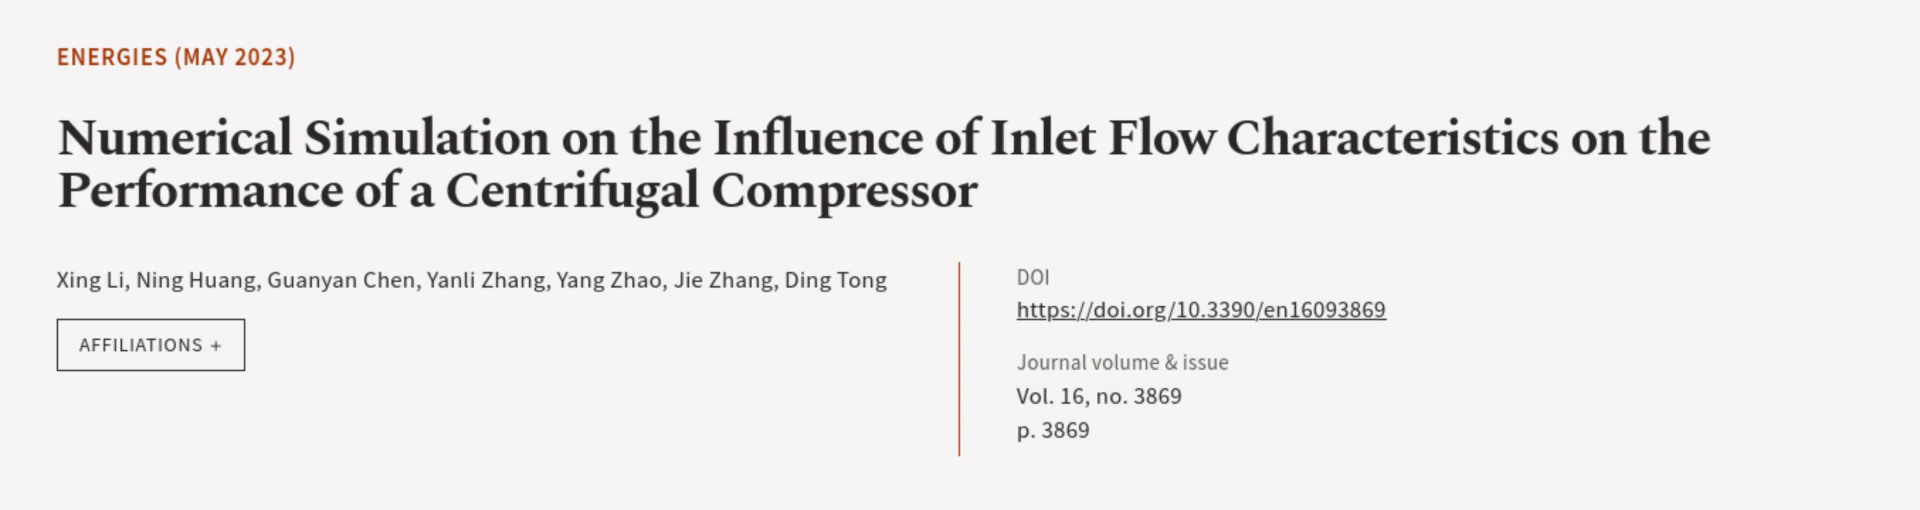 ENERGIES (MAY 2023)
Numerical Simulation on the Influence of Inlet Flow Characteristics on the
Performance of a Centrifugal Compressor
Xing Li, Ning Huang, Guanyan Chen, Yanli Zhang, Yang Zhao, Jie Zhang, Ding Tong
AFFILIATIONS +
DOI
https://doi.org/10.3390/en16093869
Journal volume & issue
Vol. 16, no. 3869
p. 3869